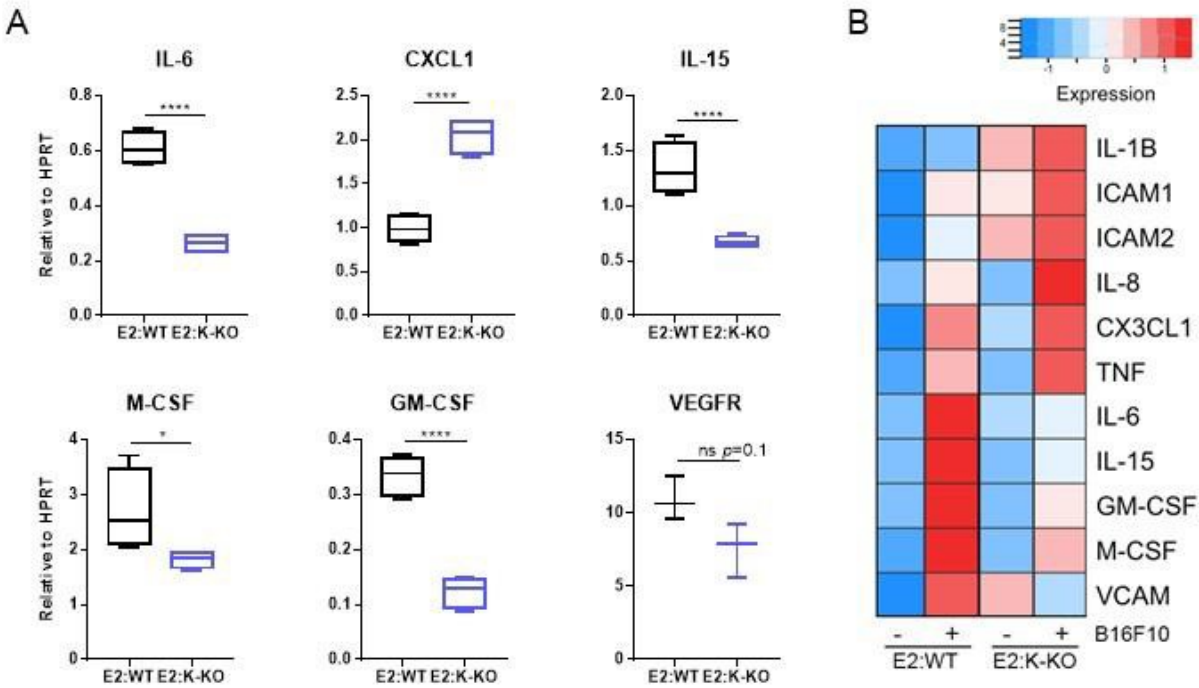 A
IL-6
Relative to HPRT
0.8
0.6
0.4
0.2
0.0
****
E2:WT E2:K-KO
CXCL1
2.5
2.0
1.5
1.0
0.5
0.0
****
E2:WT E2:K-KO
IL-15
2.0
1.5
1.0
0.5
0.0
****
E2:WT E2:K-KO
M-CSF
Relative to HPRT
4
3
2
1
0
*
E2:WT E2:K-KO
GM-CSF
0.4
0.3
0.2
0.1
0.0
****
E2:WT E2:K-KO
VEGFR
15
10
5
0
ns p=0.1
E2:WT E2:K-KO
B
8
4
-1 0 1
Expression
IL-1B
ICAM1
ICAM2
IL-8
CX3CL1
TNF
IL-6
IL-15
GM-CSF
M-CSF
VCAM
- + - + B16F10
E2:WT E2:K-KO